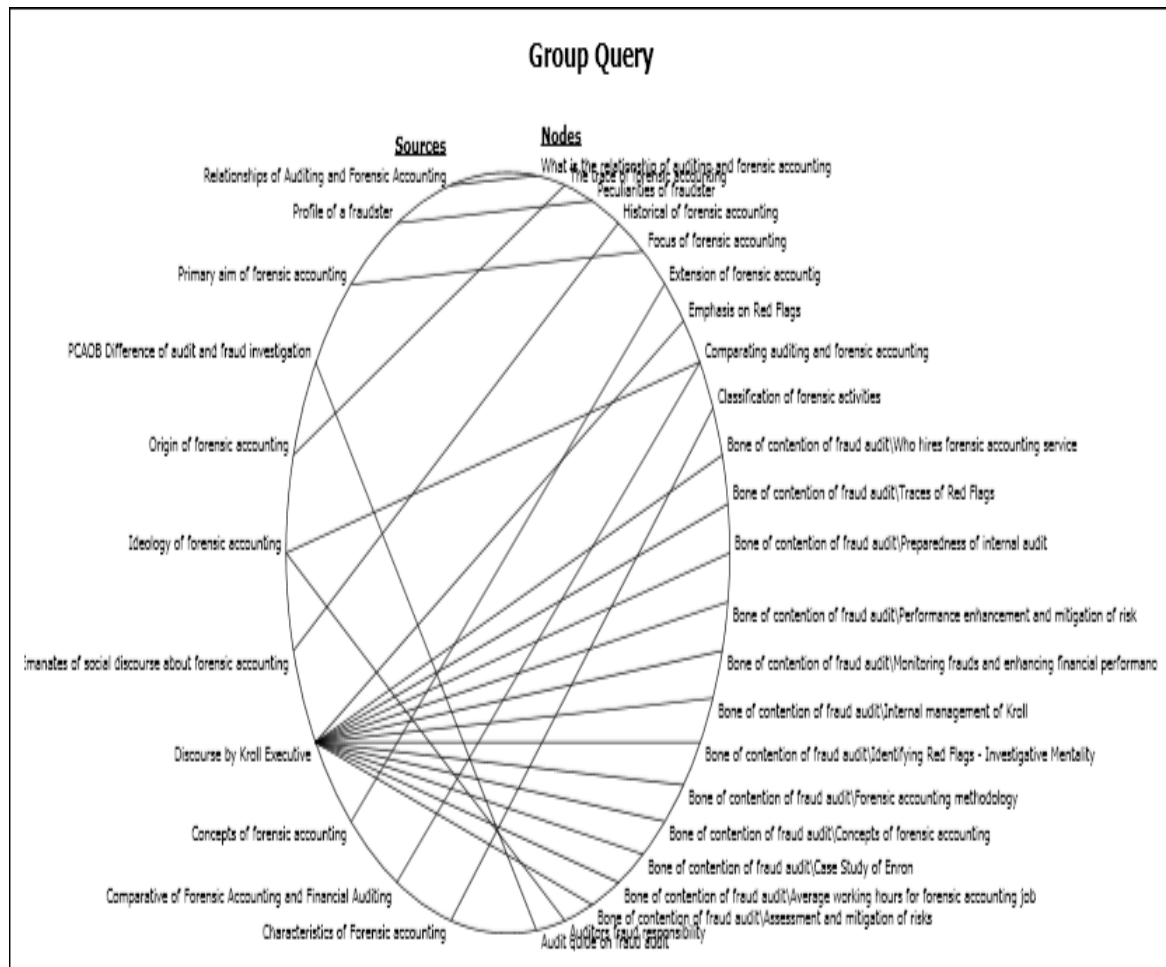 Group Query
Sources
Nodes
Relationships of Auditing and Forensic Accounting
Profile of a fraudster
Primary aim of forensic accounting
PCAOB Difference of audit and fraud investigation
Origin of forensic accounting
Ideology of forensic accounting
Emanates of social discourse about forensic accounting
Discourse by Kroll Executive
Concepts of forensic accounting
Comparative of Forensic Accounting and Financial Auditing
Characteristics of Forensic accounting
What is the relationship of auditing and forensic accounting
The trace of forensic accounting
Peculiarities of fraudster
Historical of forensic accounting
Focus of forensic accounting
Extension of forensic accountig
Emphasis on Red Flags
Comparating auditing and forensic accounting
Classification of forensic activities
Bone of contention of fraud audit\Who hires forensic accounting service
Bone of contention of fraud audit\Traces of Red Flags
Bone of contention of fraud audit\Preparedness of internal audit
Bone of contention of fraud audit\Performance enhancement and mitigation of risk
Bone of contention of fraud audit\Monitoring frauds and enhancing financial performanc
Bone of contention of fraud audit\Internal management of Kroll
Bone of contention of fraud audit\Identifying Red Flags - Investigative Mentality
Bone of contention of fraud audit\Forensic accounting methodology
Bone of contention of fraud audit\Concepts of forensic accounting
Bone of contention of fraud audit\Case Study of Enron
Bone of contention of fraud audit\Average working hours for forensic accounting job
Bone of contention of fraud audit\Assessment and mitigation of risks
Auditors fraud responsibility
Audit guide on fraud audit